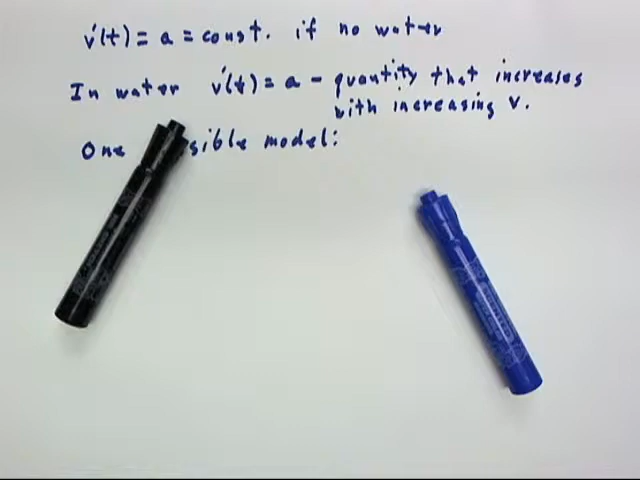 v'(t) = a = const. if no water
In water v'(t) = a - quantity that increases
with increasing v.
One sible model: